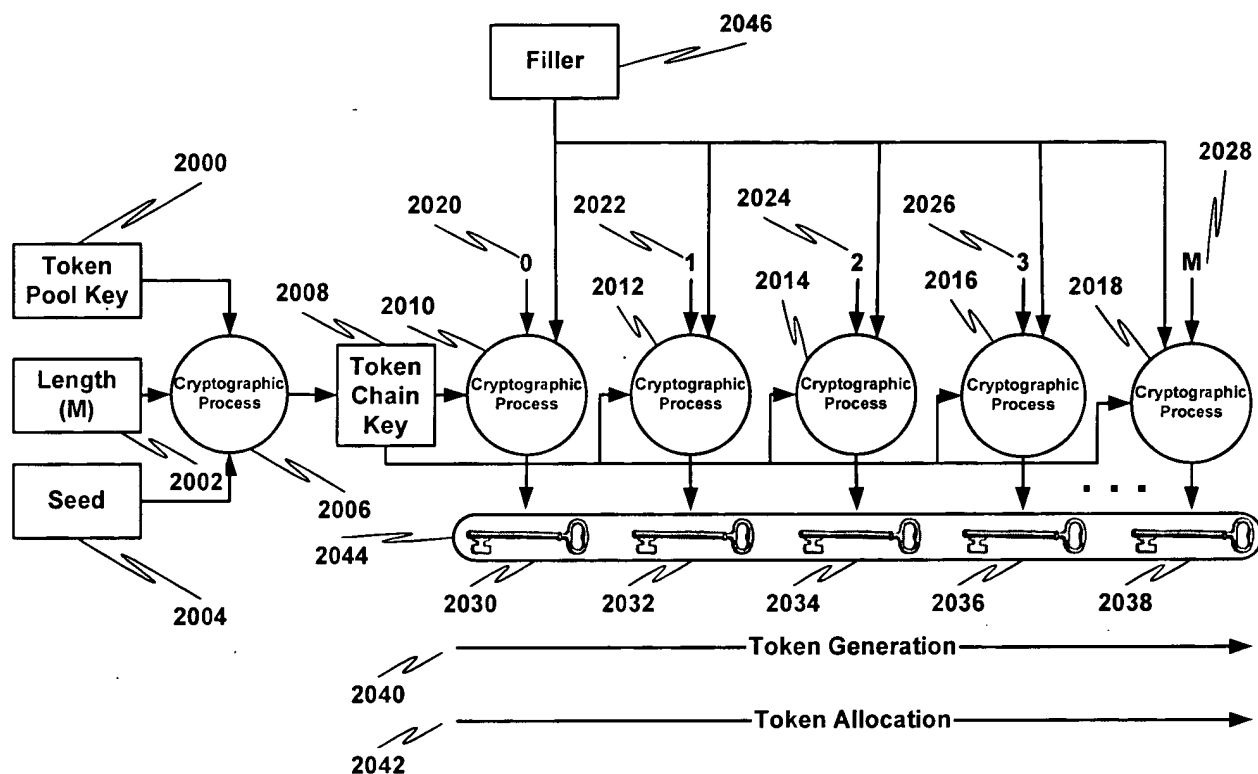 2046
Filler
2000
2028
2020
2022
2024
2026
0
1
2
3
M
Token
Pool Key
2008
2010
2012
2014
2016
2018
Length
(M)
Cryptographic
Process
Token
Chain
Key
Cryptographic
Process
Cryptographic
Process
Cryptographic
Process
Cryptographic
Process
Cryptographic
Process
2002
Seed
2006
. . .
2044
2004
2030
2032
2034
2036
2038
Token Generation
2040
Token Allocation
2042